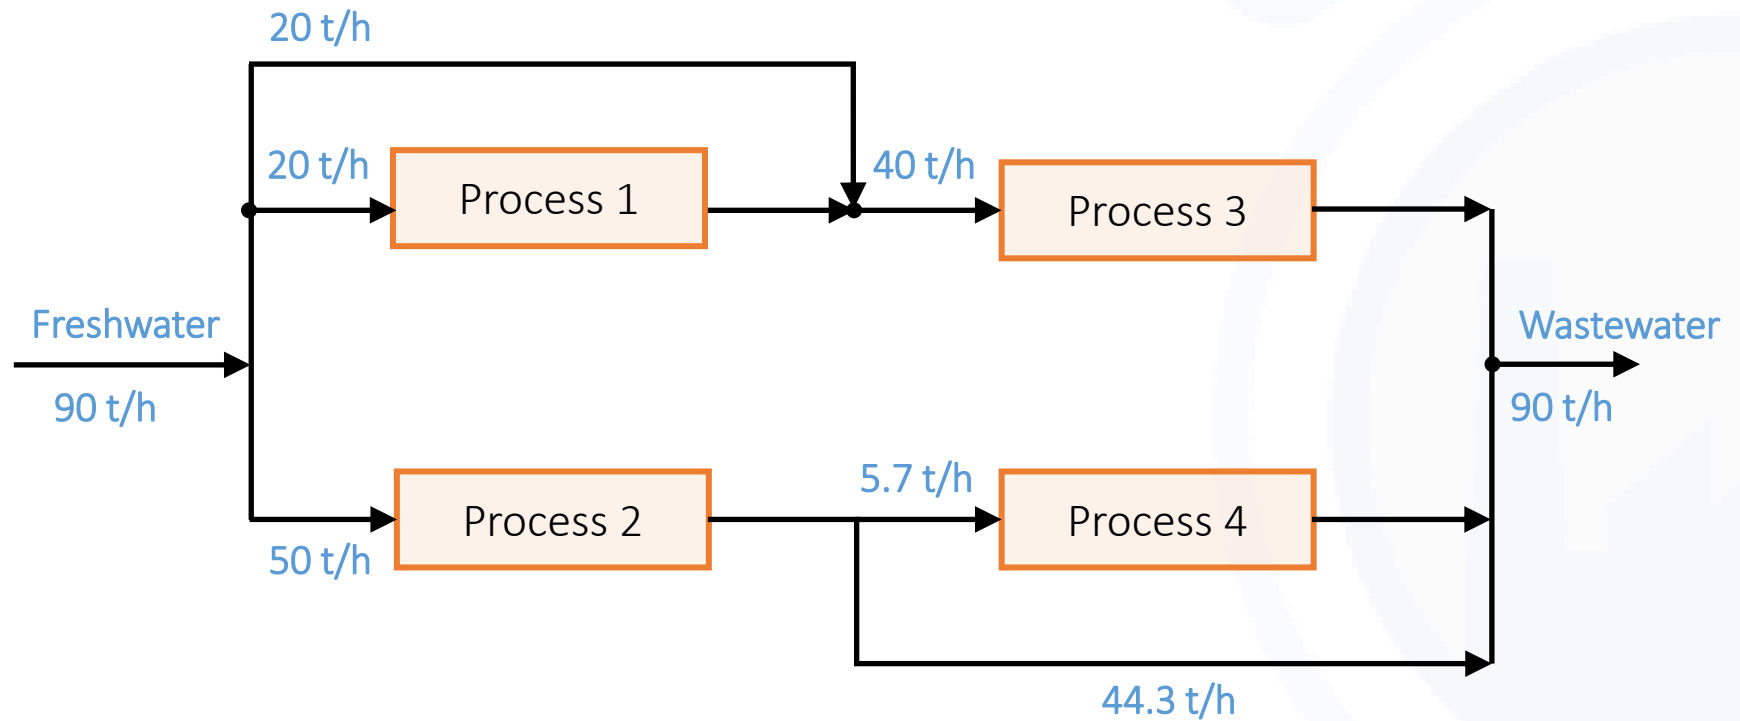 20 t/h
20 t/h
Process 1
40 t/h
Process 3
Freshwater
90 t/h
Wastewater
90 t/h
50 t/h
Process 2
5.7 t/h
Process 4
44.3 t/h